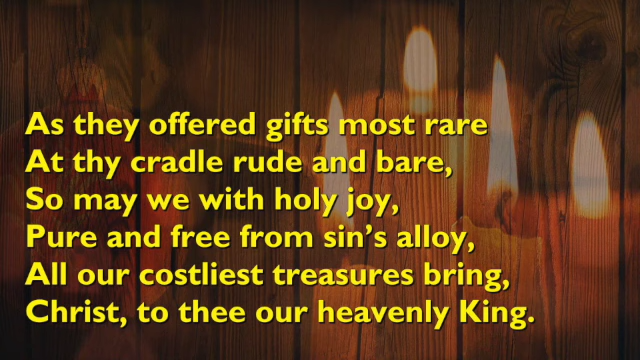 As they offered gifts most rare
At thy cradle rude and bare,
So may we with holy joy,
Pure and free from sin’s alloy,
All our costliest treasures bring,
Christ, to thee our heavenly King.